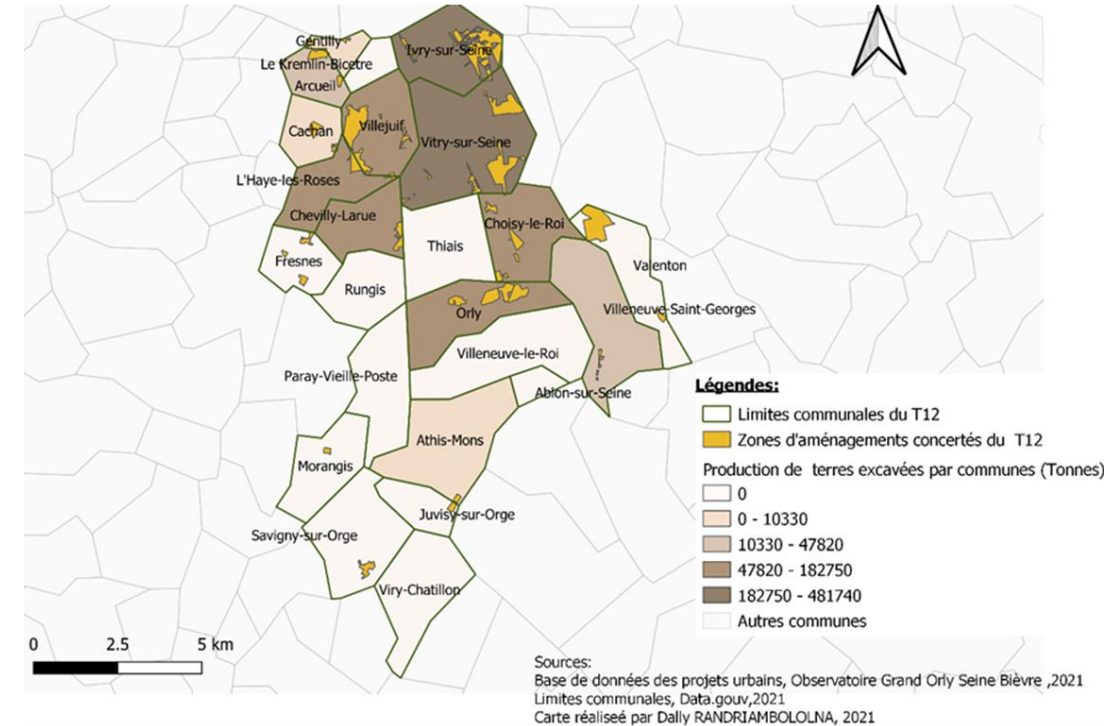 Gentilly
Ivry-sur-Seine
Le Kremlin-Bicetre
Arcueil
Cachan
Villejuif
Vitry-sur-Seine
L'Haye-les-Roses
Chevilly-Larue
Choisy-le-Roi
Thiais
Fresnes
Valenton
Rungis
Villeneuve-Saint-Georges
Orly
Villeneuve-le-Roi
Paray-Vieille-Poste
Ablon-sur-Seine
Athis-Mons
Morangis
Juvisy-sur-Orge
Savigny-sur-Orge
Viry-Chatillon
Légendes:
Limites communales du T12
Zones d'aménagements concertés du T12
Production de terres excavées par communes (Tonnes)
0
0 - 10330
10330 - 47820
47820 - 182750
182750 - 481740
Autres communes
0 2.5 5 km
Sources:
Base de données des projets urbains, Observatoire Grand Orly Seine Bièvre ,2021
Limites communales, Data.gouv,2021
Carte réalisé par Dally RANDRIAMBOLOLNA, 2021